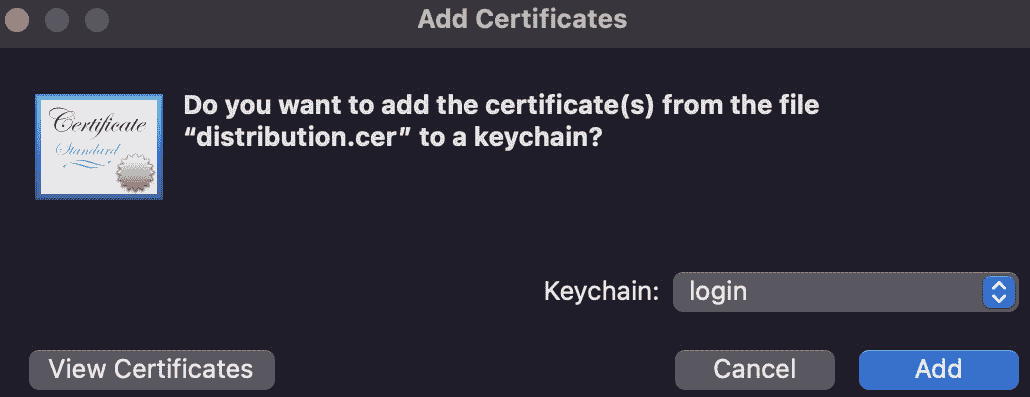 Add Certificates
Certificate
Standard
Do you want to add the certificate(s) from the file
“distribution.cer” to a keychain?
Keychain: login
View Certificates Cancel Add